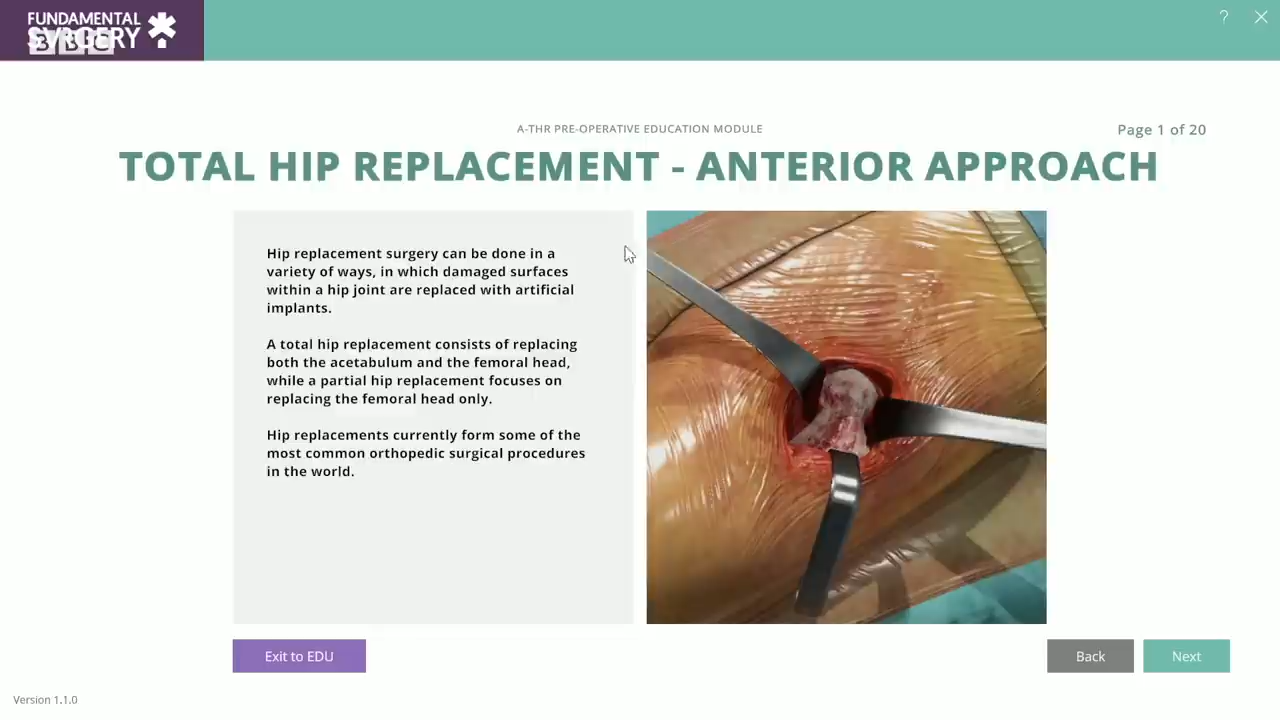 FUNDAMENTAL
SVRGERY
BBC
?
A-THR PRE-OPERATIVE EDUCATION MODULE
Page 1 of 20
TOTAL HIP REPLACEMENT - ANTERIOR APPROACH
Hip replacement surgery can be done in a
variety of ways, in which damaged surfaces
within a hip joint are replaced with artificial
implants.
A total hip replacement consists of replacing
both the acetabulum and the femoral head,
while a partial hip replacement focuses on
replacing the femoral head only.
Hip replacements currently form some of the
most common orthopedic surgical procedures
in the world.
Exit to EDU
Back
Next
Version 1.1.0